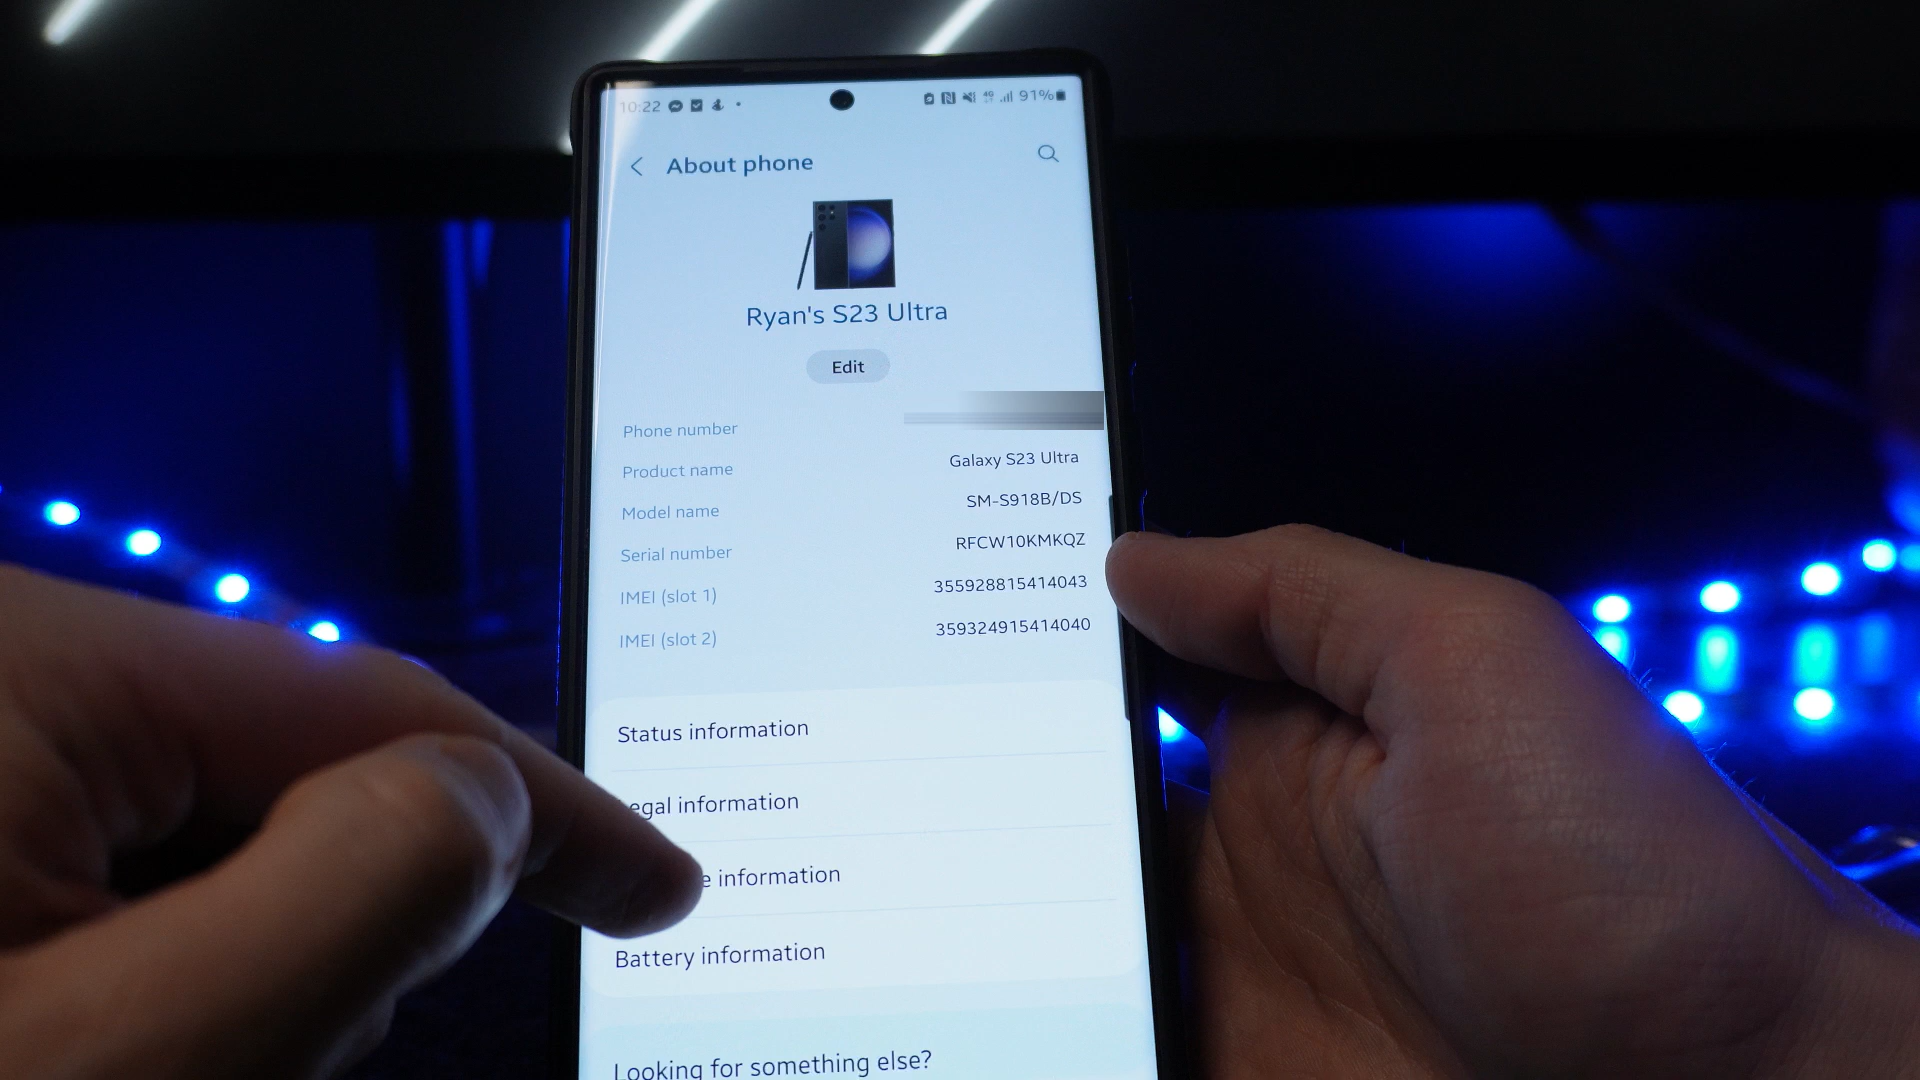 10:22
91%
About phone
Ryan's S23 Ultra
Edit
Phone number
Product name Galaxy S23 Ultra
Model name SM-S918B/DS
Serial number RFCW10KMKQZ
IMEI (slot 1) 355928815414043
IMEI (slot 2) 359324915414040
Status information
egal information
e information
Battery information
Looking for something else?